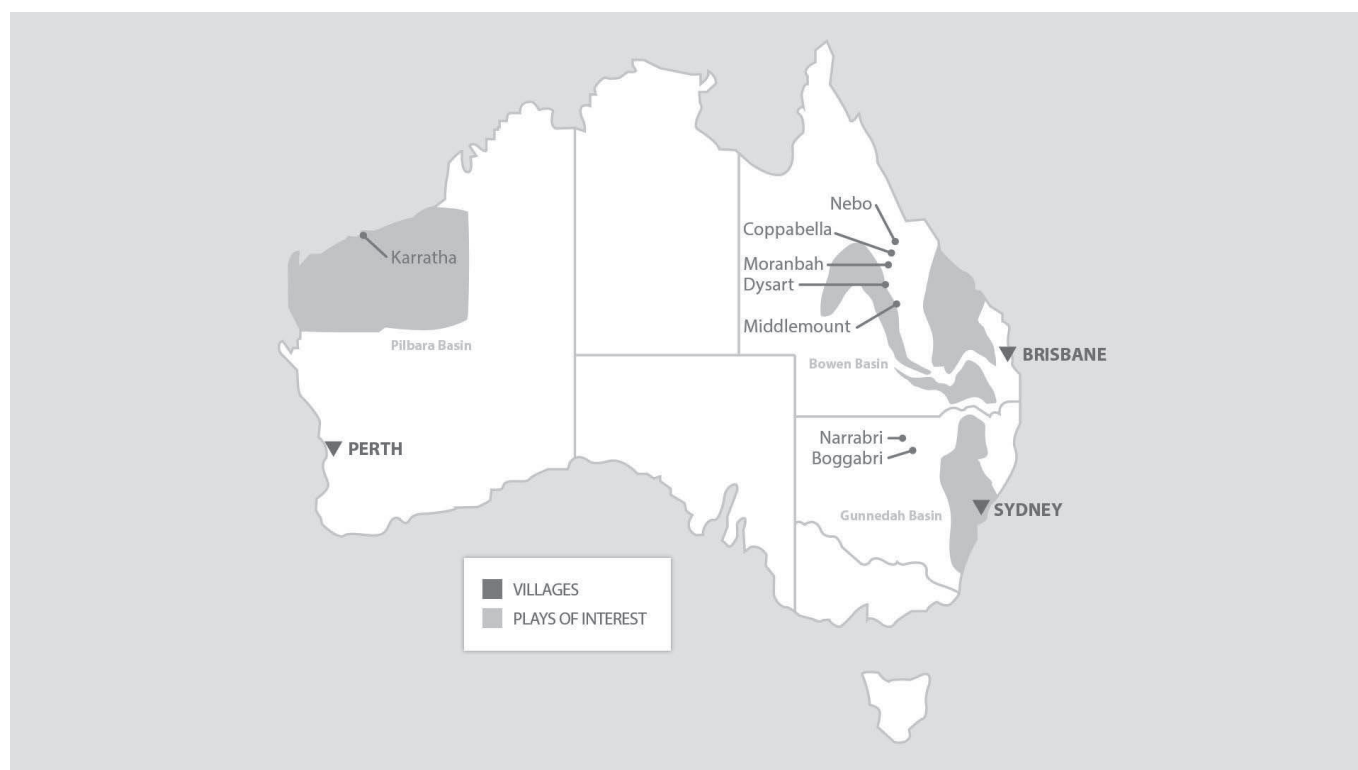 Nebo
Coppabella
Moranbah
Dysart
Middlemount
Karratha
Pilbara Basin
Bowen Basin
BRISBANE
PERTH
Narrabri
Boggabri
Gunnedah Basin
SYDNEY
VILLAGES
PLAYS OF INTEREST